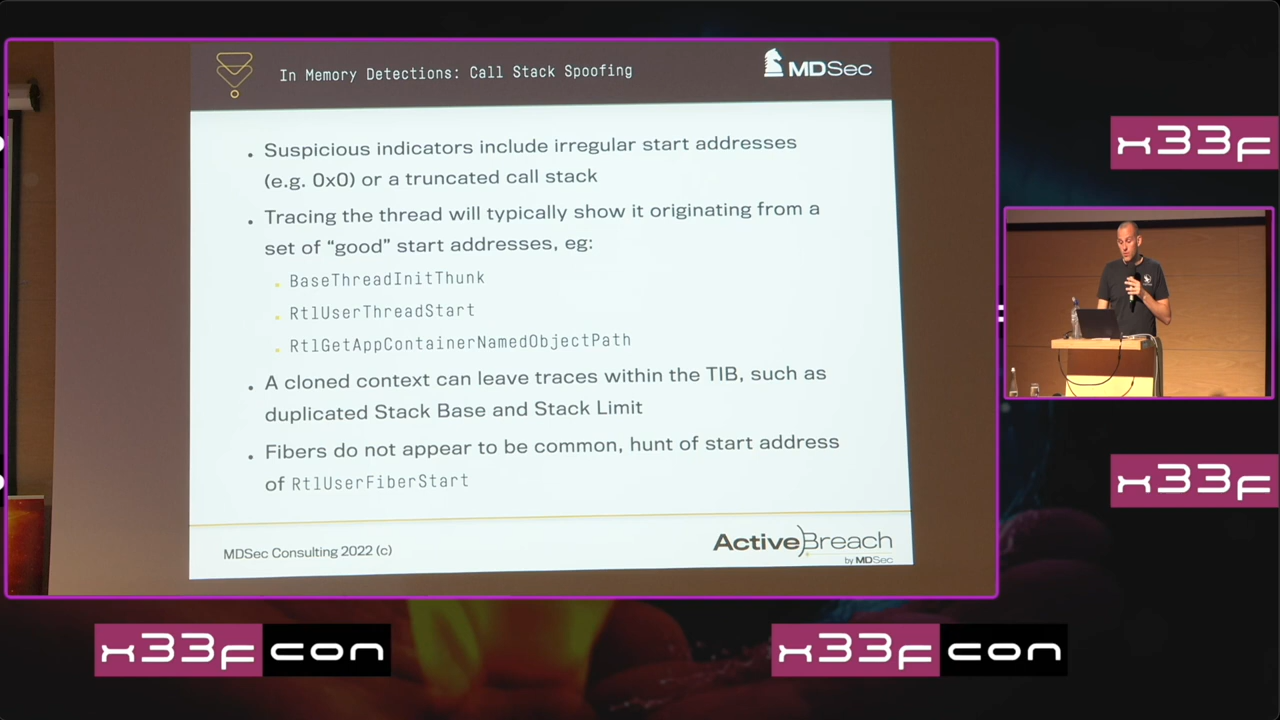 In Memory Detections: Call Stack Spoofing
MDSec
. Suspicious indicators include irregular start addresses
(e.g. 0x0) or a truncated call stack
. Tracing the thread will typically show it originating from a
set of “good” start addresses, eg:
. BaseThreadInitThunk
. RtlUserThreadStart
. RtlGetAppContainerNamedObjectPath
. A cloned context can leave traces within the TIB, such as
duplicated Stack Base and Stack Limit
. Fibers do not appear to be common, hunt of start address
of RtlUserFiberStart
MDSec Consulting 2022 (c)
ActiveBreach
by MDSec
x33f
x33f
x33fcon
x33fcon